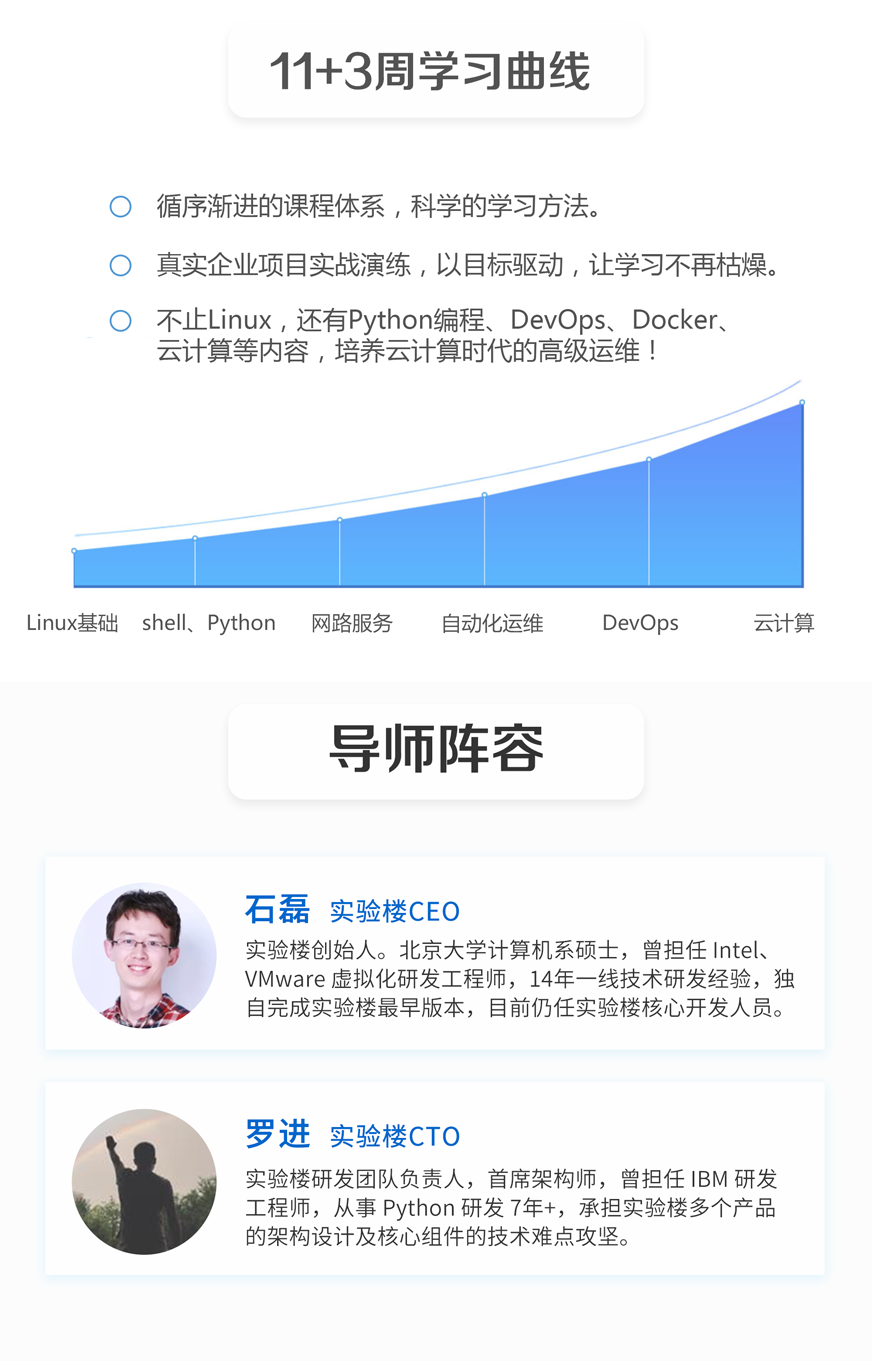 11+3周学习曲线
循序渐进的课程体系，科学的学习方法。
真实企业项目实战演练，以目标驱动，让学习不再枯燥。
不止Linux，还有Python编程、DevOps、Docker、
云计算等内容，培养云计算时代的高级运维！
Linux基础 shell、Python 网路服务 自动化运维 DevOps 云计算
导师阵容
石磊 实验楼CEO
实验楼创始人。北京大学计算机系硕士，曾担任 Intel、
VMware 虚拟化研发工程师，14年一线技术研发经验，独
自完成实验楼最早版本，目前仍任实验楼核心开发人员。
罗进 实验楼CTO
实验楼研发团队负责人，首席架构师，曾担任 IBM 研发
工程师，从事 Python 研发 7年+，承担实验楼多个产品
的架构设计及核心组件的技术难点攻坚。